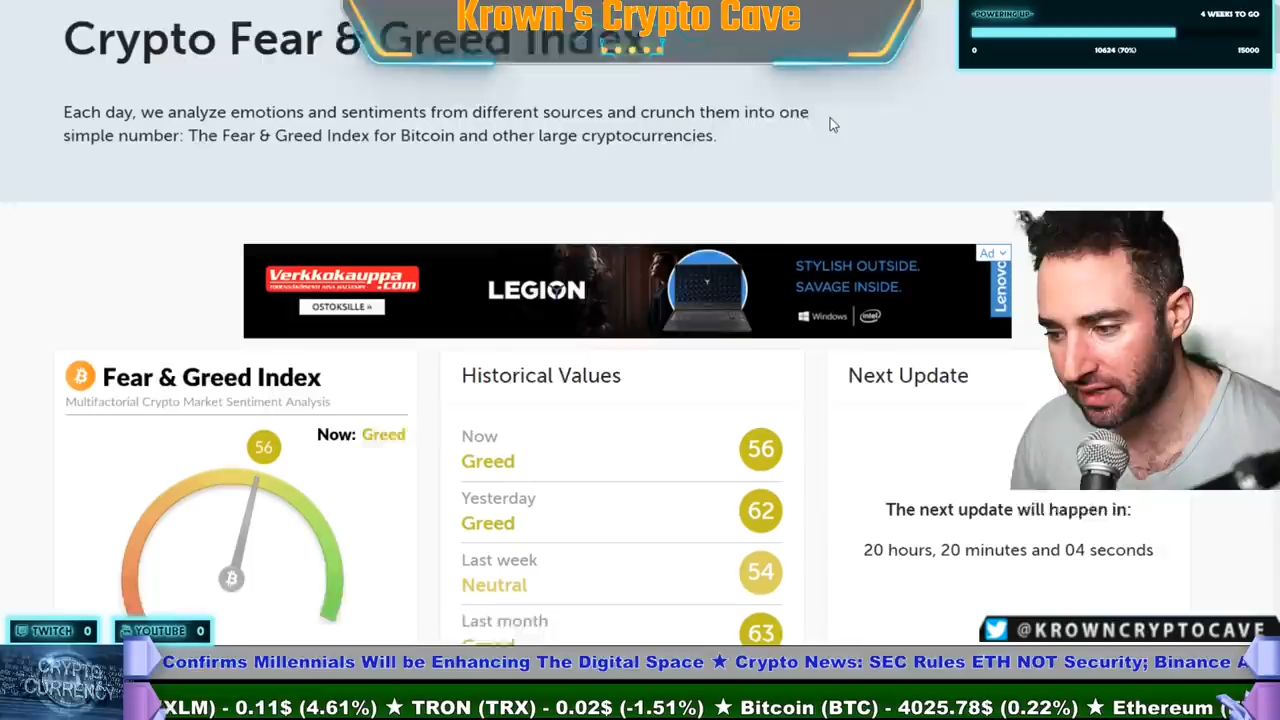 Krown's Crypto Cave
-POWERING UP-
4 WEEKS TO GO
0
10624 (70%)
15000
Crypto Fear & Greed Index
Each day, we analyze emotions and sentiments from different sources and crunch them into one
simple number: The Fear & Greed Index for Bitcoin and other large cryptocurrencies.
Verkkokauppa
.com
OSTOKSILLE »
LEGION
STYLISH OUTSIDE.
SAVAGE INSIDE.
Windows
intel
Ad
Lenovo
Fear & Greed Index
Multifactorial Crypto Market Sentiment Analysis
Now: Greed
56
Historical Values
Now
Greed
56
Yesterday
Greed
62
Last week
Neutral
54
Last month
63
Next Update
The next update will happen in:
20 hours, 20 minutes and 04 seconds
TWITCH 0
YOUTUBE 0
@KROWNCRYPTOCAVE
CRYPTO
CURRENCY
Confirms Millennials Will be Enhancing The Digital Space ★ Crypto News: SEC Rules ETH NOT Security; Binance A
XLM) - 0.11$ (4.61%) ★ TRON (TRX) - 0.02$ (-1.51%) ★ Bitcoin (BTC) - 4025.78$ (0.22%) ★ Ethereum (